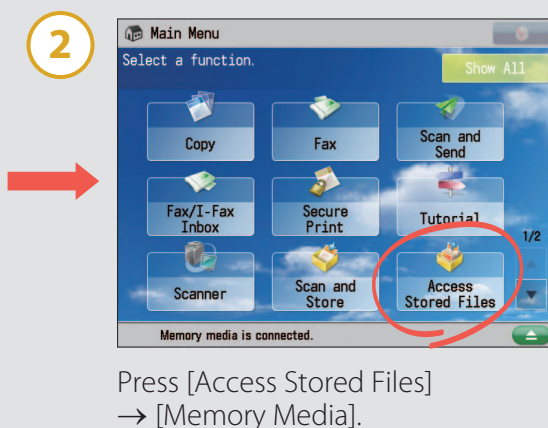 2
Main Menu
Select a function.
Show All
Copy
Fax
Scan and
Send
Fax/I-Fax
Inbox
Secure
Print
Tutorial
1/2
Scanner
Scan and
Store
Access
Stored Files
Memory media is connected.
Press [Access Stored Files]
→ [Memory Media].